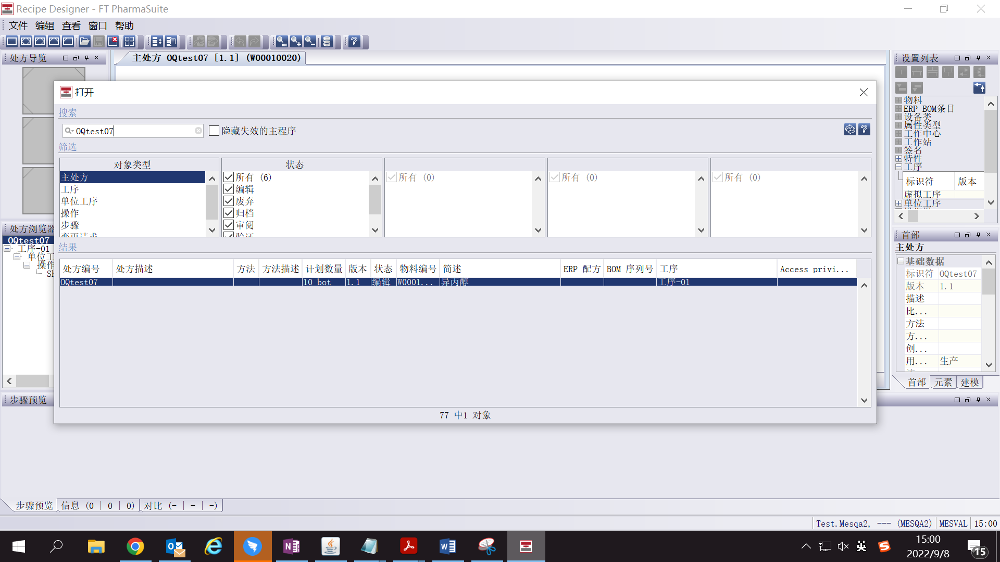 Recipe Designer - FT PharmaSuite
文件 编辑 查看 窗口 帮助
处方导览
主处方 OQtest07 [1.1] (W00010020)
设置列表
打开
搜索
OQtest07
隐藏失效的主程序
筛选
对象类型
主处方
工序
单位工序
操作
步骤
变更请求
状态
所有 (6)
编辑
废弃
归档
审阅
验证
所有 (0)
所有 (0)
所有 (0)
结果
处方编号 处方描述 方法 方法描述 计划数量 版本 状态 物料编号 简述 ERP 配方 BOM 序列号 工序 Access privi...
OQtest07 10 bot 1.1 编辑 W0001... 异丙醇 工序-01
77 中1 对象
物料
ERP BOM条目
设备类
属性类型
工作中心
工作站
签名
特性
工序
标识符 版本
虚拟工序
单位工序
处方浏览器
OQtest07
工序-01
单位工
操作
Sh
首部
主处方
基础数据
标识符 OQtest07
版本 1.1
描述
比...
方法
方...
创...
用... 生产
首部 元素 建模
步骤预览
步骤预览 信息 (0 | 0 | 0) 对比 (- | - | -)
Test.Mesqa2, --- (MESQA2) MESVAL 15:00
英
15:00
2022/9/8
15